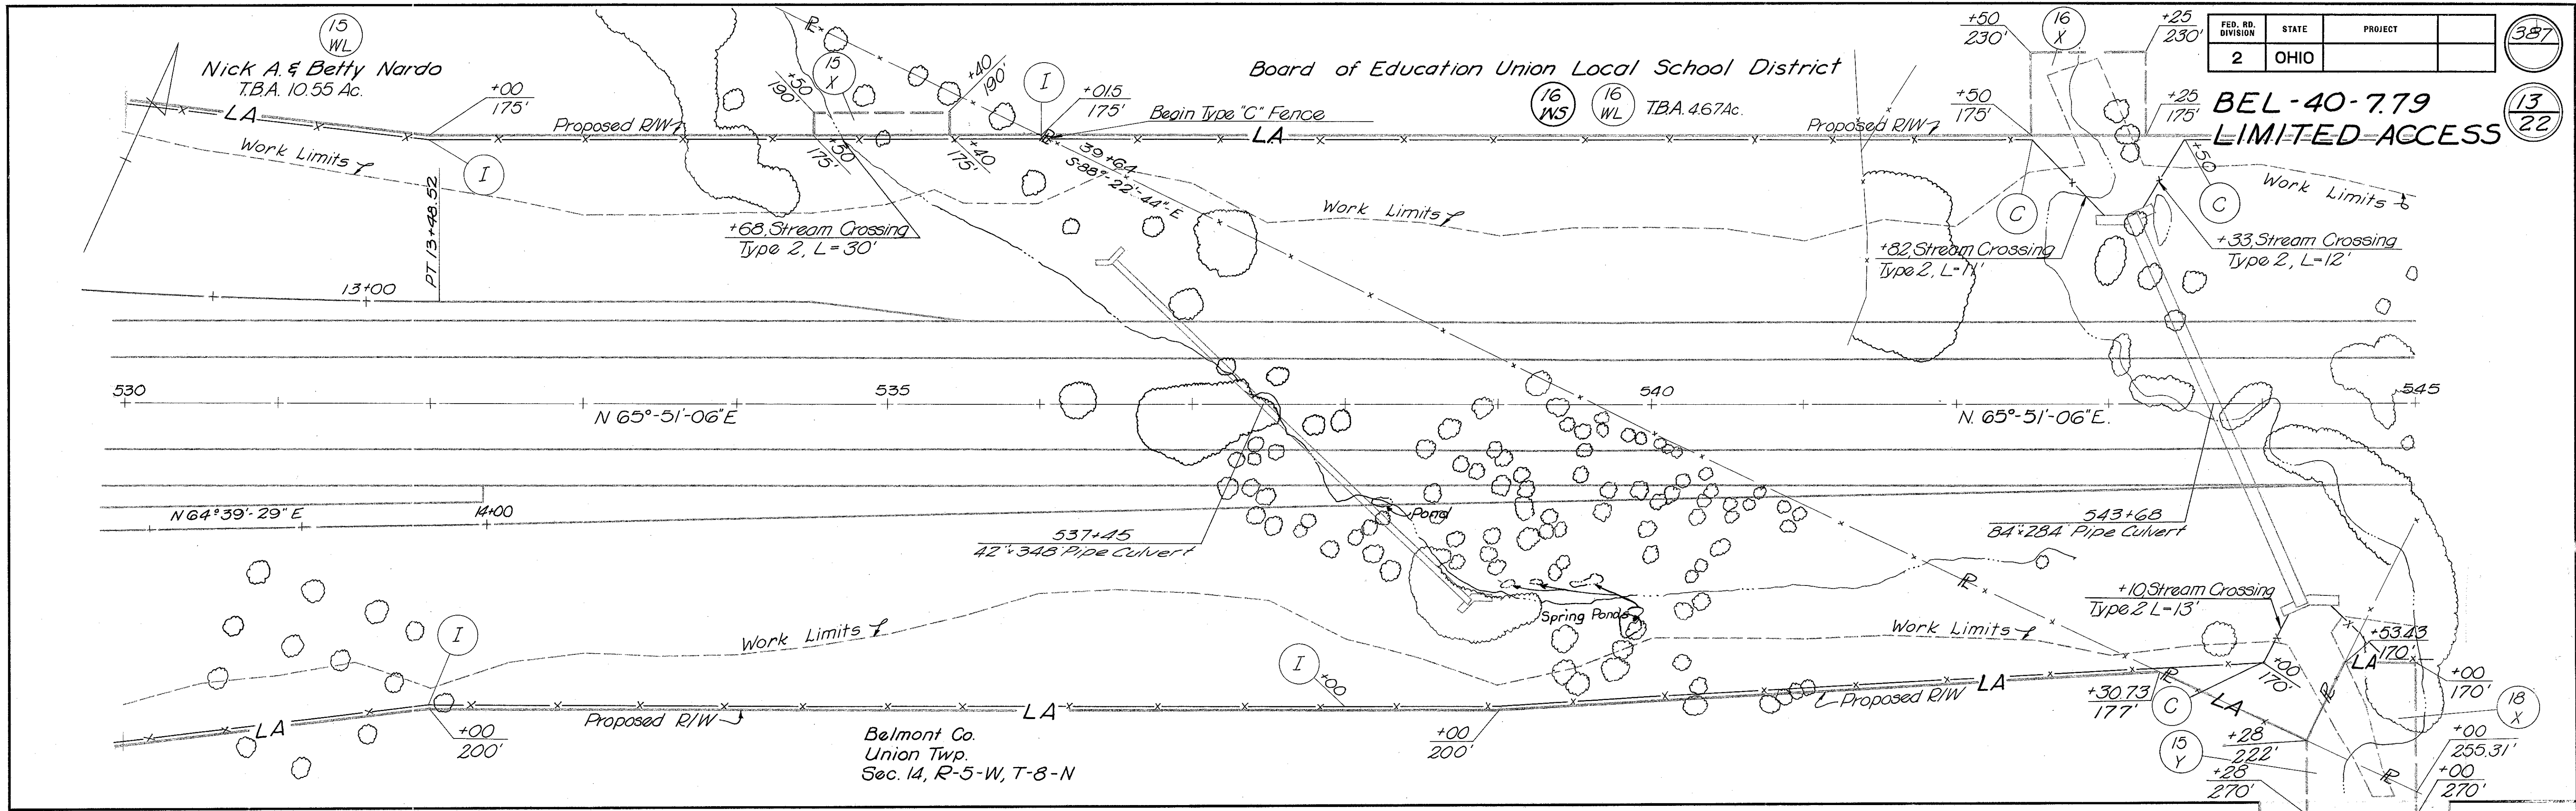 15
WL
Nick A. & Betty Nardo
T.B.A. 10.55 Ac.
+00
175'
LA
Proposed R/W
Work Limits
I
PT 13+48.52
13+00
+50
190'
15
X
+40
190'
I
+01.5
175'
Begin Type "C" Fence
+50
175'
+40
175'
39+64
S-88°-22'-44"-E
+68, Stream Crossing
Type 2, L=30'
LA
Board of Education Union Local School District
16
WS
16
WL
T.B.A. 4.67 Ac.
Proposed R/W
Work Limits
+50
230'
16
X
+25
230'
+50
175'
+25
175'
C
+50
C
Work Limits
+82, Stream Crossing
Type 2, L=11'
+33, Stream Crossing
Type 2, L=12'
FED. RD. DIVISION
STATE
PROJECT
2
OHIO
387
BEL-40-7.79
LIMITED ACCESS
13
22
530
535
540
545
N 65°-51'-06"E
N. 65°-51'-06"E.
N 64°39'-29"E
14+00
537+45
42"x348' Pipe Culvert
Pond
Spring Ponds
543+68
84"x284' Pipe Culvert
+10, Stream Crossing
Type 2 L=13'
Work Limits
Work Limits
I
I
+00
LA
+00
200'
Proposed R/W
LA
+00
200'
Proposed R/W
LA
Belmont Co.
Union Twp.
Sec. 14, R-5-W, T-8-N
+30.73
177'
C
+00
170'
+53.43
170'
LA
LA
+00
170'
18
X
15
Y
+28
222'
+28
270'
+00
255.31'
+00
270'